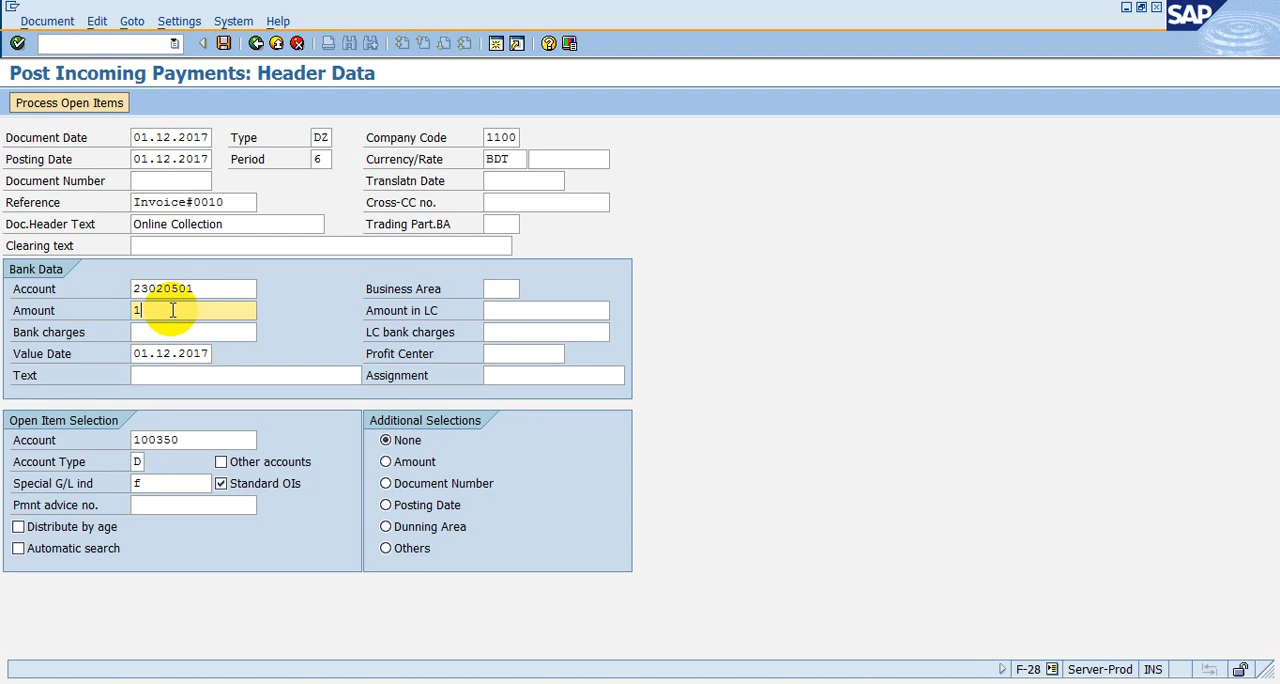 Document Edit Goto Settings System Help
SAP
Post Incoming Payments: Header Data
Process Open Items
Document Date 01.12.2017 Type DZ Company Code 1100
Posting Date 01.12.2017 Period 6 Currency/Rate BDT
Document Number Translatn Date
Reference Invoice#0010 Cross-CC no.
Doc.Header Text Online Collection Trading Part.BA
Clearing text
Bank Data
Account 23020501 Business Area
Amount 1 Amount in LC
Bank charges LC bank charges
Value Date 01.12.2017 Profit Center
Text Assignment
Open Item Selection Additional Selections
Account 100350 None
Account Type D Other accounts Amount
Special G/L ind f Standard OIs Document Number
Pmnt advice no. Posting Date
Distribute by age Dunning Area
Automatic search Others
F-28 Server-Prod INS